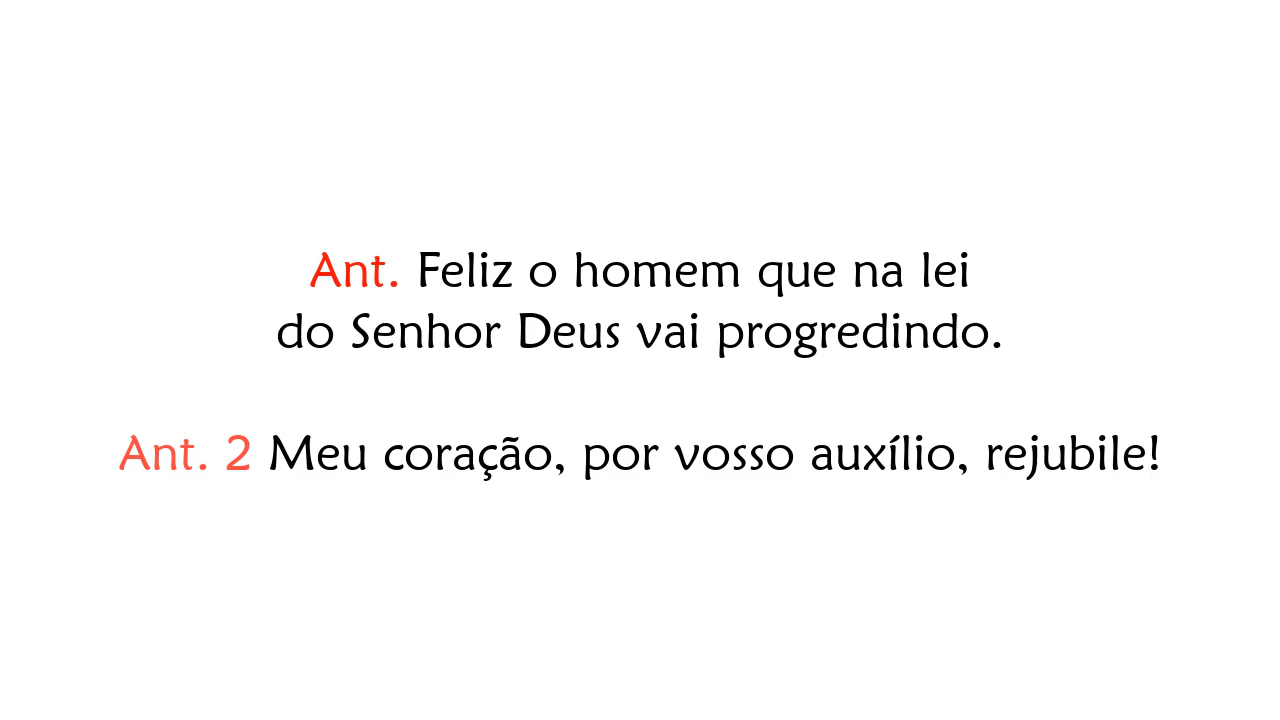 Ant. Feliz o homem que na lei
do Senhor Deus vai progredindo.
Ant. 2 Meu coração, por vosso auxílio, rejubile!